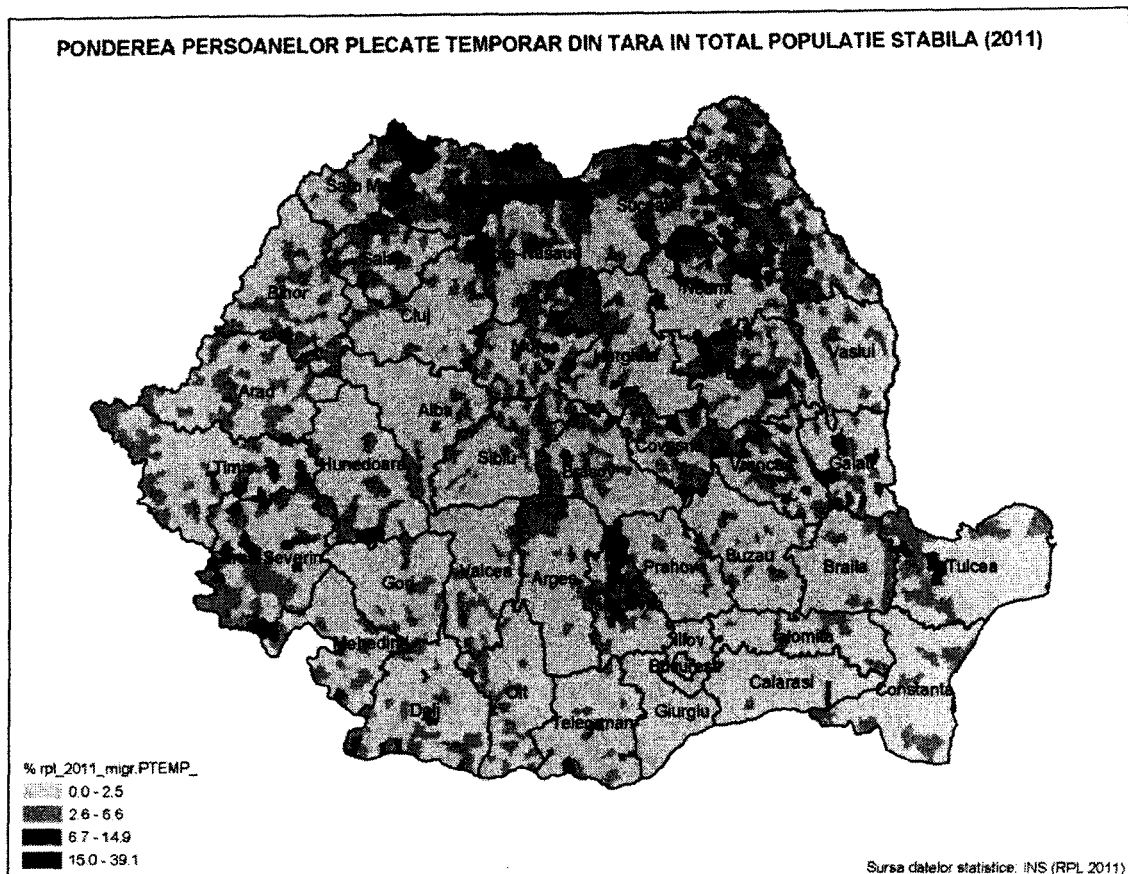 PONDEREA PERSOANELOR PLECATE TEMPORAR DIN TARA IN TOTAL POPULATIE STABILA (2011)
Satu
Suceava
Salaj
Nasaud
Bihor
Neamt
Cluj
Vaslui
Harghita
Arad
Alba
Timis
Hunedoara
Sibiu
Brasov
Covasna
Vrancea
Galati
Severin
Gorj
Valcea
Arges
Prahova
Buzau
Braila
Tulcea
Mehedinti
Ilfov
Ialomita
Bucuresti
Calarasi
Constanta
Olt
Dolj
Teleorman
Giurgiu
% rpl_2011_migr.PTEMP_
0.0 - 2.5
2.6 - 6.6
6.7 - 14.9
15.0 - 39.1
Sursa datelor statistice: INS (RPL 2011)